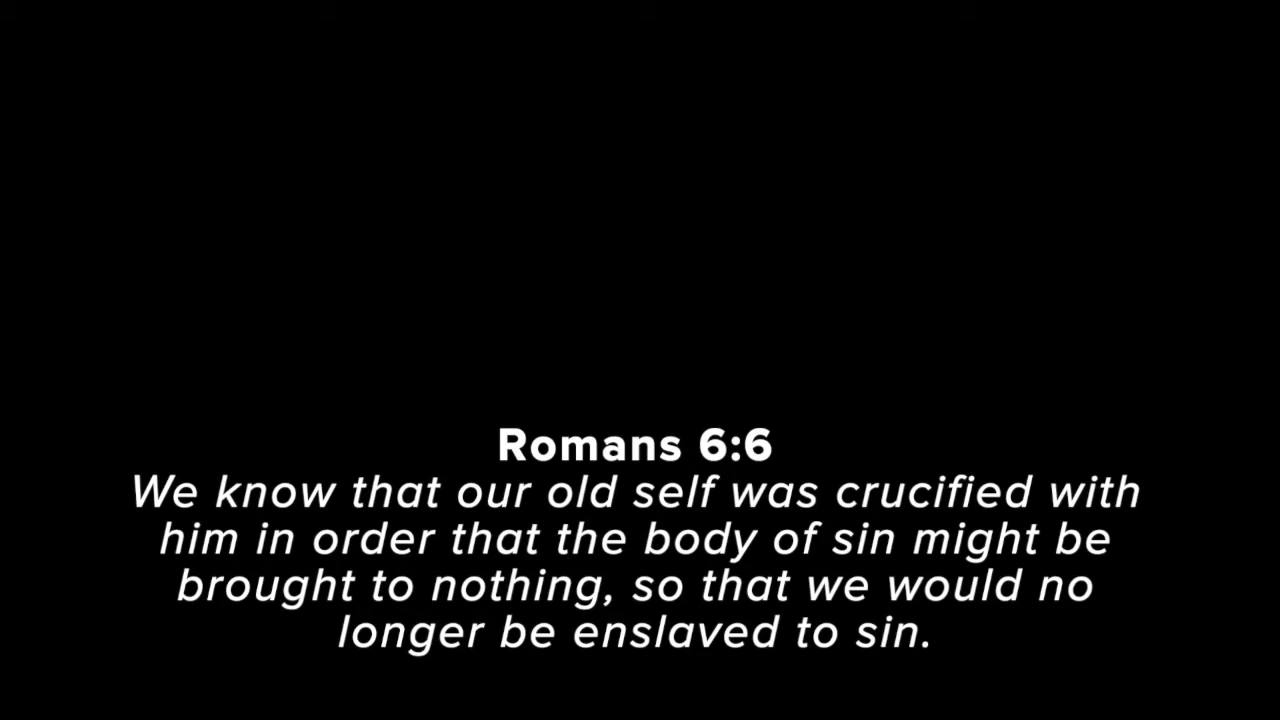 Romans 6:6
We know that our old self was crucified with
him in order that the body of sin might be
brought to nothing, so that we would no
longer be enslaved to sin.